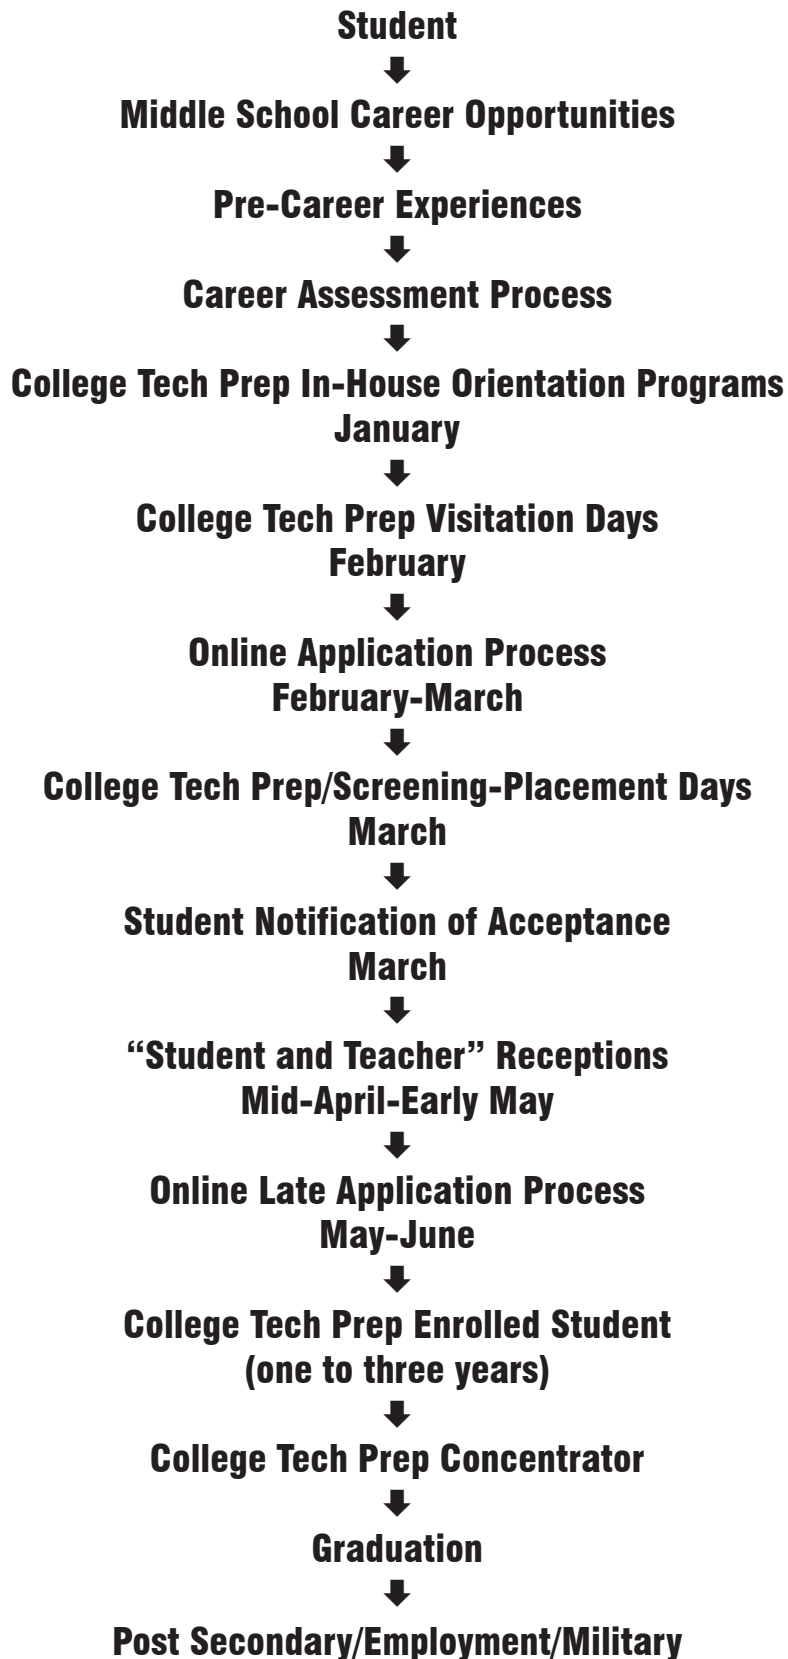 Student
Middle School Career Opportunities
Pre-Career Experiences
Career Assessment Process
College Tech Prep In-House Orientation Programs
January
College Tech Prep Visitation Days
February
Online Application Process
February-March
College Tech Prep/Screening-Placement Days
March
Student Notification of Acceptance
March
“Student and Teacher” Receptions
Mid-April-Early May
Online Late Application Process
May-June
College Tech Prep Enrolled Student
(one to three years)
College Tech Prep Concentrator
Graduation
Post Secondary/Employment/Military